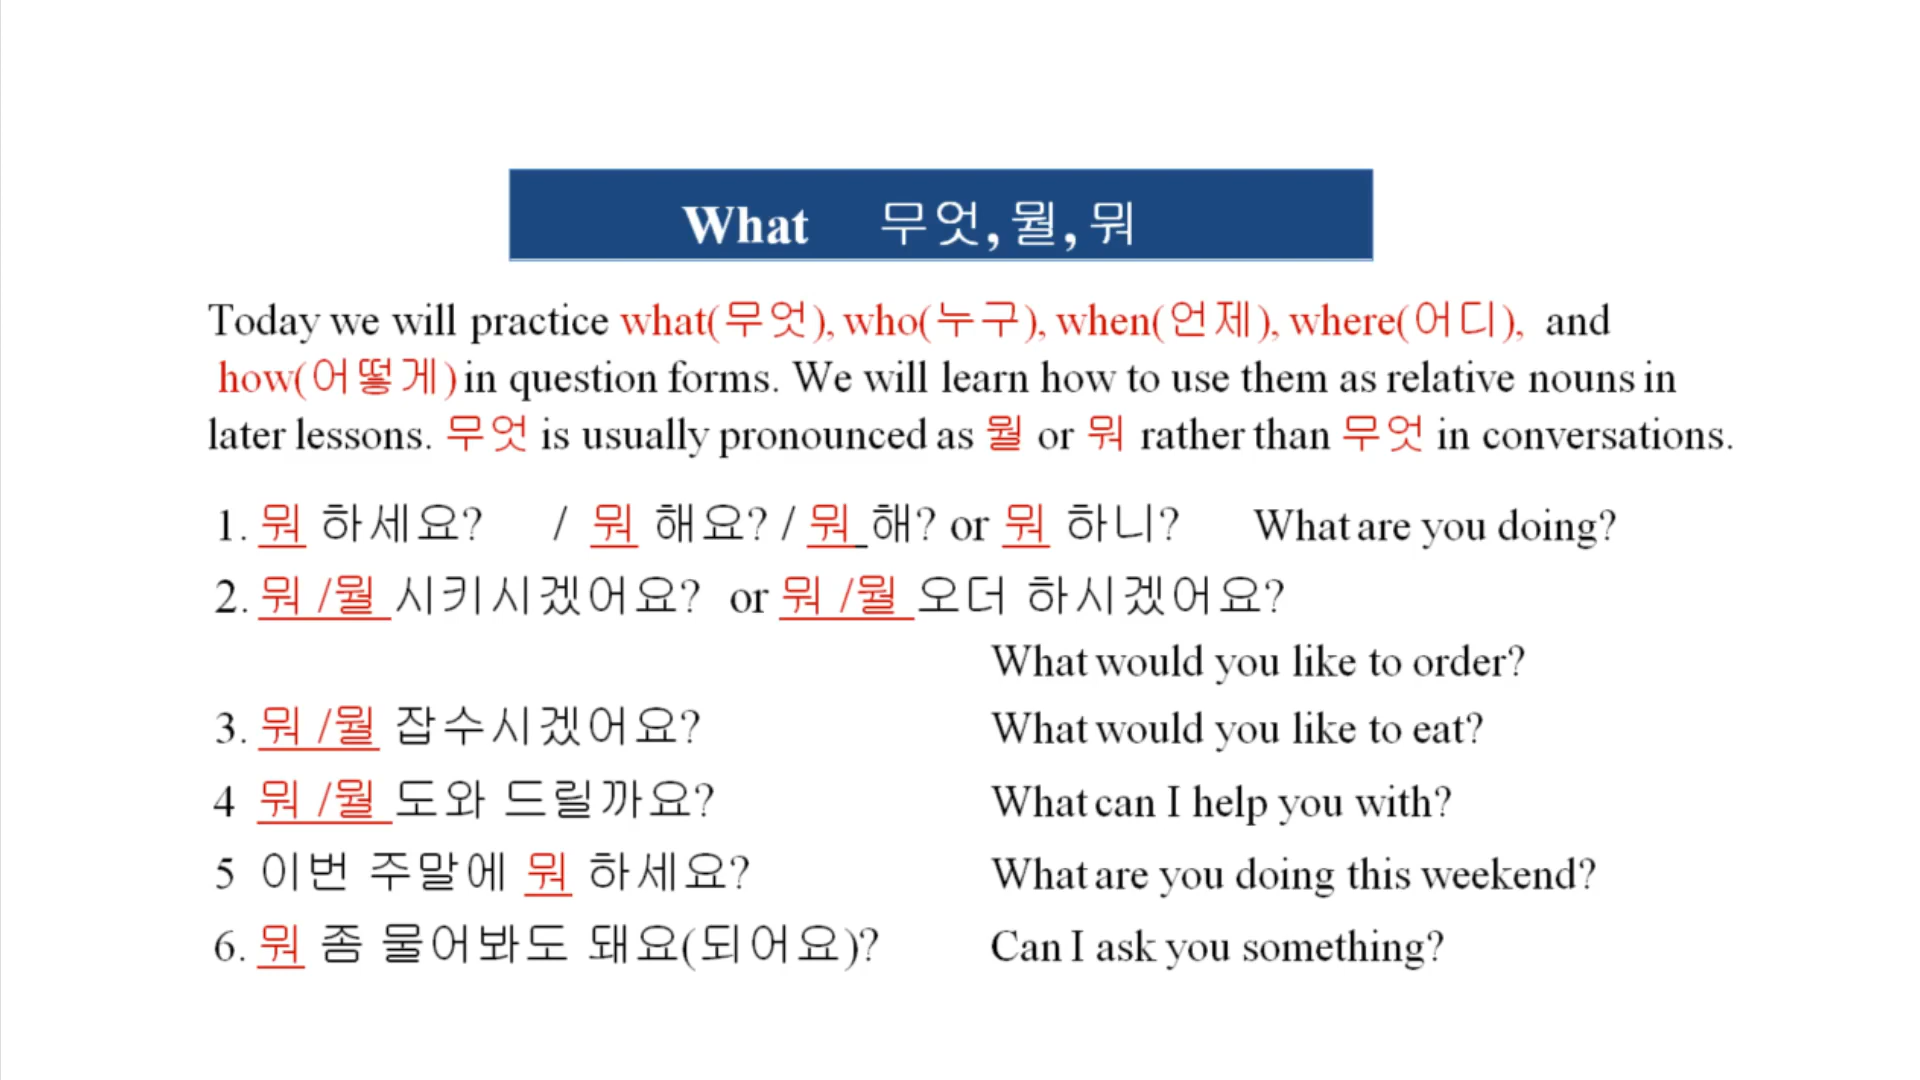 What 무엇, 뭘, 뭐
Today we will practice what(무엇), who(누구), when(언제), where(어디), and
how(어떻게) in question forms. We will learn how to use them as relative nouns in
later lessons. 무엇 is usually pronounced as 뭘 or 뭐 rather than 무엇 in conversations.
1. 뭐 하세요? / 뭐 해요? / 뭐 해? or 뭐 하니? What are you doing?
2. 뭐 /뭘 시키시겠어요? or 뭐 /뭘 오더 하시겠어요?
What would you like to order?
3. 뭐 /뭘 잡수시겠어요? What would you like to eat?
4 뭐 /뭘 도와 드릴까요? What can I help you with?
5 이번 주말에 뭐 하세요? What are you doing this weekend?
6. 뭐 좀 물어봐도 돼요(되어요)? Can I ask you something?